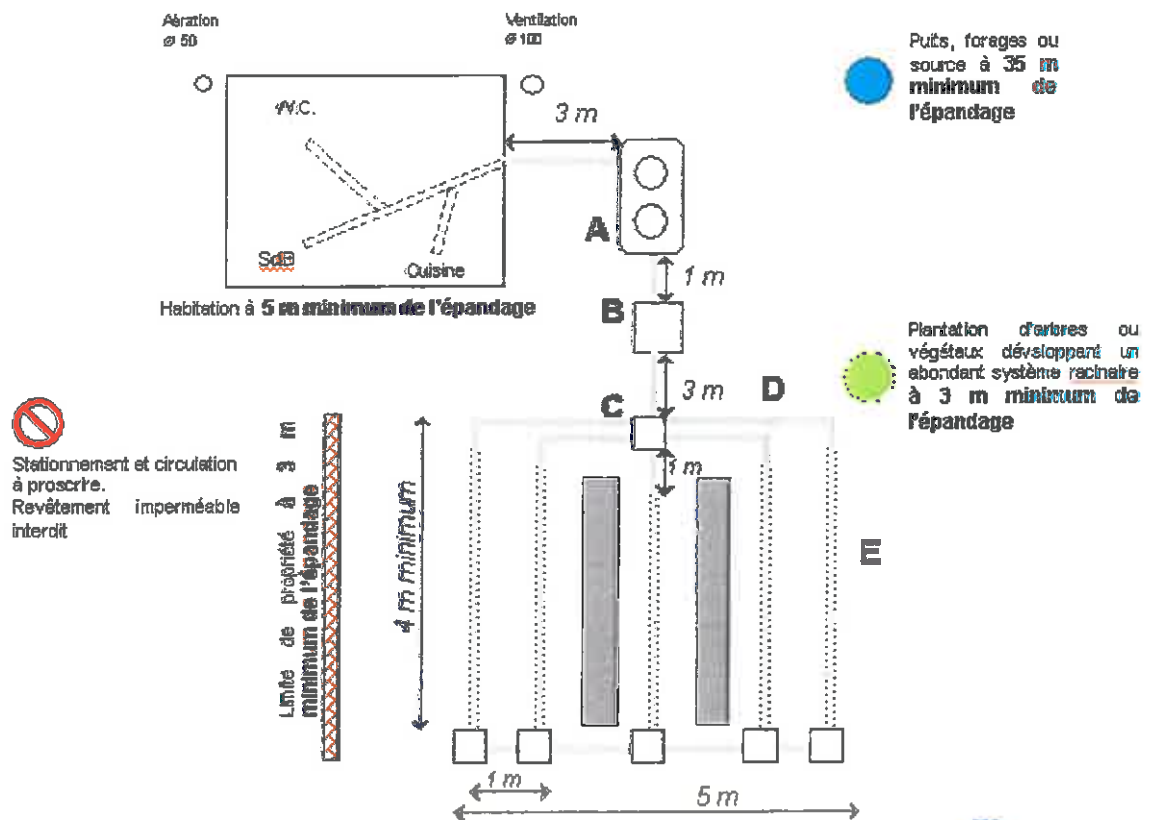 Aération
ø 50
Ventilation
ø 100
Puits, forages ou
source à 35 m
minimum de
l'épandage
3 m
W.C.
A
SdB
Cuisine
1 m
Habitation à 5 m minimum de l'épandage
B
Plantation d'arbres ou
végétaux développant un
abondant système racinaire
à 3 m minimum de
l'épandage
3 m
D
C
Stationnement et circulation
à proscrire.
Revêtement imperméable
interdit
Limite de propriété à 3 m
minimum de l'épandage
4 m minimum
1 m
E
1 m
5 m